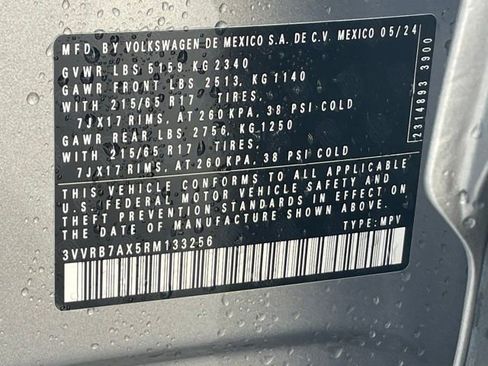 MFD. BY VOLKSWAGEN DE MEXICO S.A. DE C.V. MEXICO 05/24
GVWR LBS 5159 KG 2340
GAWR FRONT LBS 2513, KG 1140
WITH 215/65 R17 TIRES,
7JX17 RIMS, AT 260 KPA, 38 PSI COLD
GAWR REAR LBS. 2756, KG 1250
WITH 215/65 R17 TIRES,
7JX17 RIMS, AT 260 KPA, 38 PSI COLD
THIS VEHICLE CONFORMS TO ALL APPLICABLE
U.S. FEDERAL MOTOR VEHICLE SAFETY AND
THEFT PREVENTION STANDARDS IN EFFECT ON
THE DATE OF MANUFACTURE SHOWN ABOVE.
3VVRB7AX5RM133256 TYPE: MPV
2314893 3900